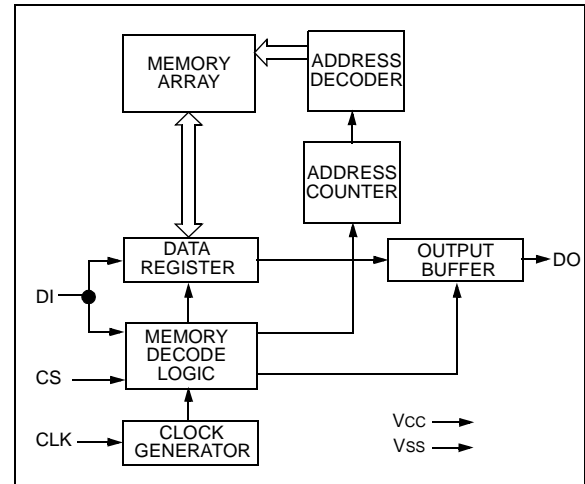 MEMORY
ARRAY
ADDRESS
DECODER
ADDRESS
COUNTER
DATA
REGISTER
OUTPUT
BUFFER
DO
DI
MEMORY
DECODE
LOGIC
CS
CLK
CLOCK
GENERATOR
VCC
VSS